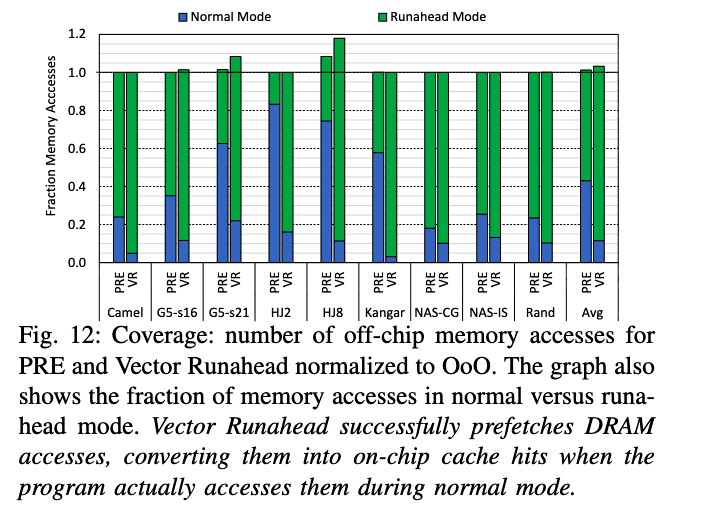 Normal Mode Runahead Mode
Fraction Memory Acccesses
1.2
1.0
0.8
0.6
0.4
0.2
0.0
PRE VR PRE VR PRE VR PRE VR PRE VR PRE VR PRE VR PRE VR PRE VR PRE VR
Camel G5-s16 G5-s21 HJ2 HJ8 Kangar NAS-CG NAS-IS Rand Avg
Fig. 12: Coverage: number of off-chip memory accesses for
PRE and Vector Runahead normalized to OoO. The graph also
shows the fraction of memory accesses in normal versus runa-
head mode. Vector Runahead successfully prefetches DRAM
accesses, converting them into on-chip cache hits when the
program actually accesses them during normal mode.